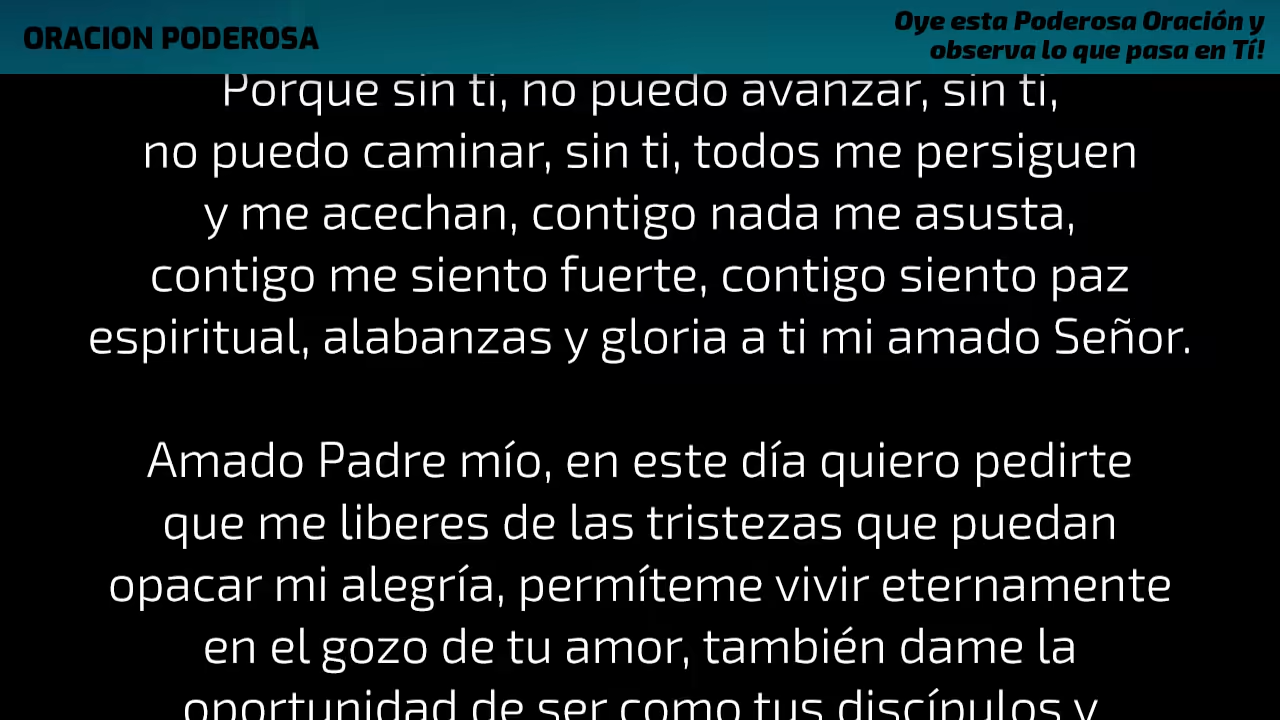 ORACION PODEROSA
Oye esta Poderosa Oración y
observa lo que pasa en Tí!
Porque sin ti, no puedo avanzar, sin ti,
no puedo caminar, sin ti, todos me persiguen
y me acechan, contigo nada me asusta,
contigo me siento fuerte, contigo siento paz
espiritual, alabanzas y gloria a ti mi amado Señor.
Amado Padre mío, en este día quiero pedirte
que me liberes de las tristezas que puedan
opacar mi alegría, permíteme vivir eternamente
en el gozo de tu amor, también dame la
oportunidad de ser como tus discípulos y